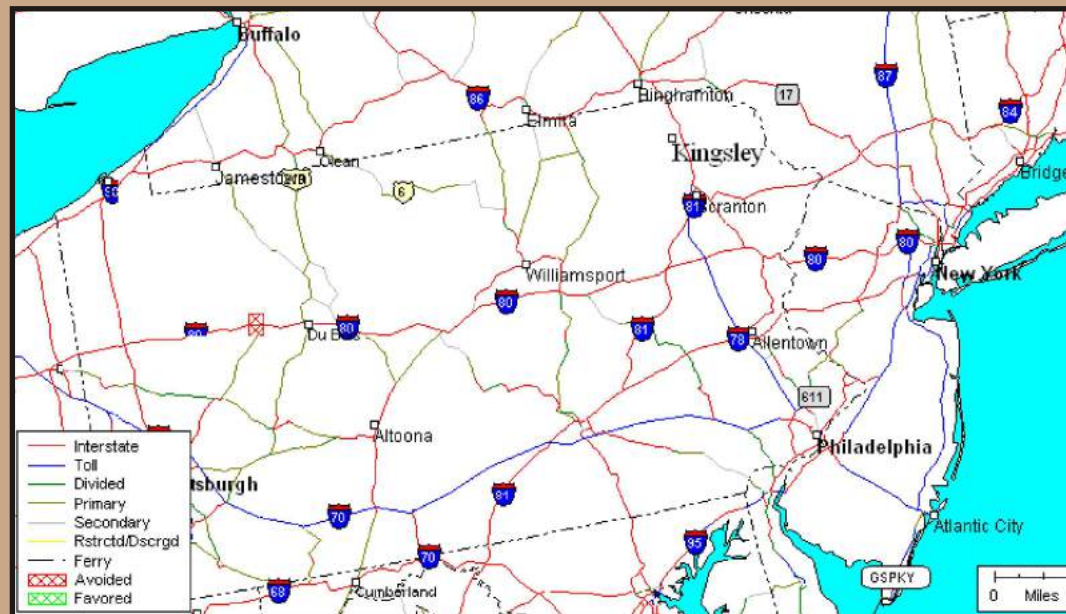 Buffalo
87
86
17
Binghamton
84
Elmira
Kingsley
Olean
Jamestown
6
Bridge
81
Scranton
80
80
New York
Williamsport
80
80
Du Bois
81
78
Allentown
611
Altoona
Philadelphia
Interstate
Toll
Divided
Primary
Secondary
Rstrctd/Dscrgd
Ferry
Avoided
Favored
tsburgh
81
70
Atlantic City
95
70
GSPKY
68
Cumberland
0
Miles